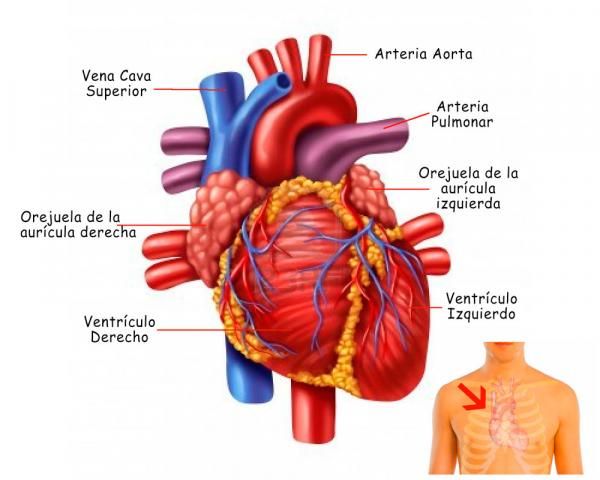 Arteria Aorta
Vena Cava
Superior
Arteria
Pulmonar
Orejuela de la
aurícula
izquierda
Orejuela de la
aurícula derecha
Ventrículo
Izquierdo
Ventrículo
Derecho